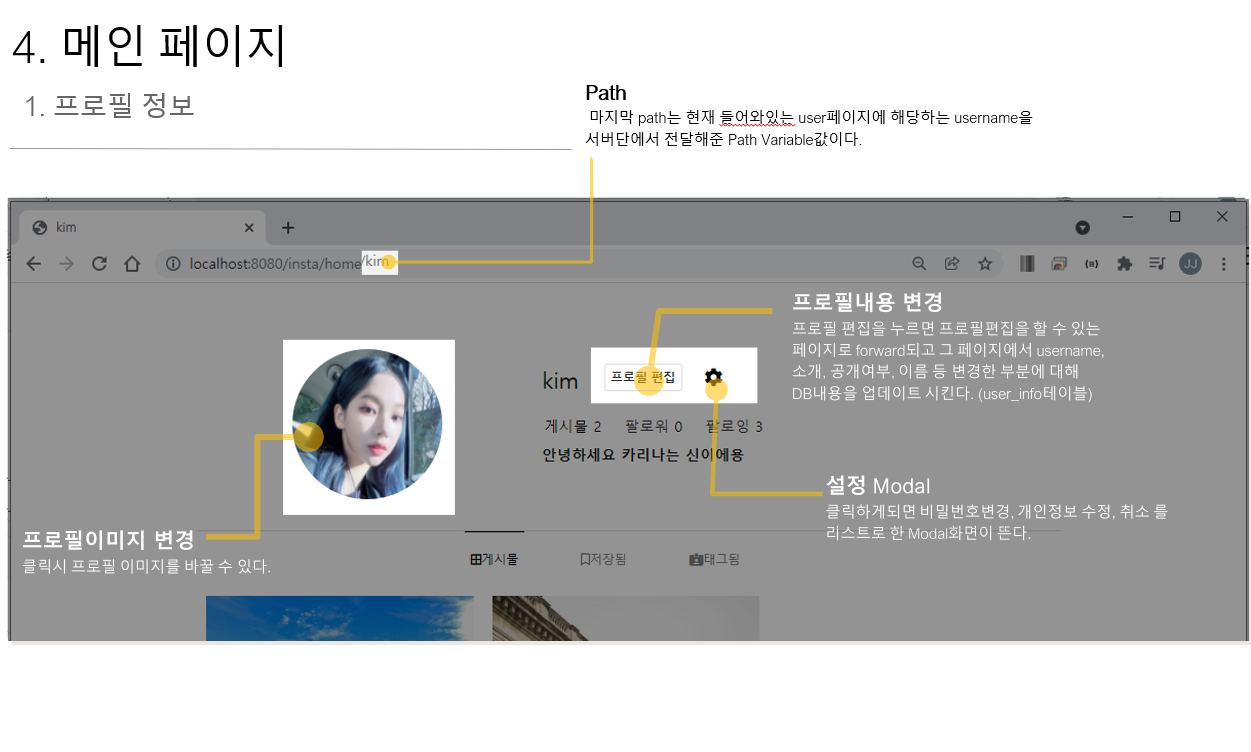 4. 메인 페이지
1. 프로필 정보
Path
마지막 path는 현재 들어와있는 user페이지에 해당하는 username을
서버단에서 전달해준 Path Variable값이다.
kim
localhost:8080/insta/home/kim
JJ
프로필내용 변경
프로필 편집을 누르면 프로필편집을 할 수 있는
페이지로 forward되고 그 페이지에서 username,
소개, 공개여부, 이름 등 변경한 부분에 대해
DB내용을 업데이트 시킨다. (user_info테이블)
kim 프로필 편집
게시물 2 팔로워 0 팔로잉 3
안녕하세요 카리나는 신이에용
설정 Modal
클릭하게되면 비밀번호변경, 개인정보 수정, 취소 를
리스트로 한 Modal화면이 뜬다.
프로필이미지 변경
클릭시 프로필 이미지를 바꿀 수 있다.
게시물 저장됨 태그됨